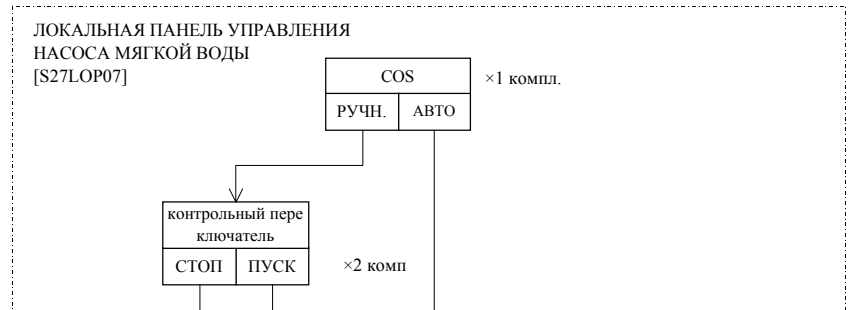 ЛОКАЛЬНАЯ ПАНЕЛЬ УПРАВЛЕНИЯ
НАСОСА МЯГКОЙ ВОДЫ
[S27LOP07]
COS
×1 компл.
РУЧН.
АВТО
контрольный пере
ключатель
СТОП
ПУСК
×2 комп